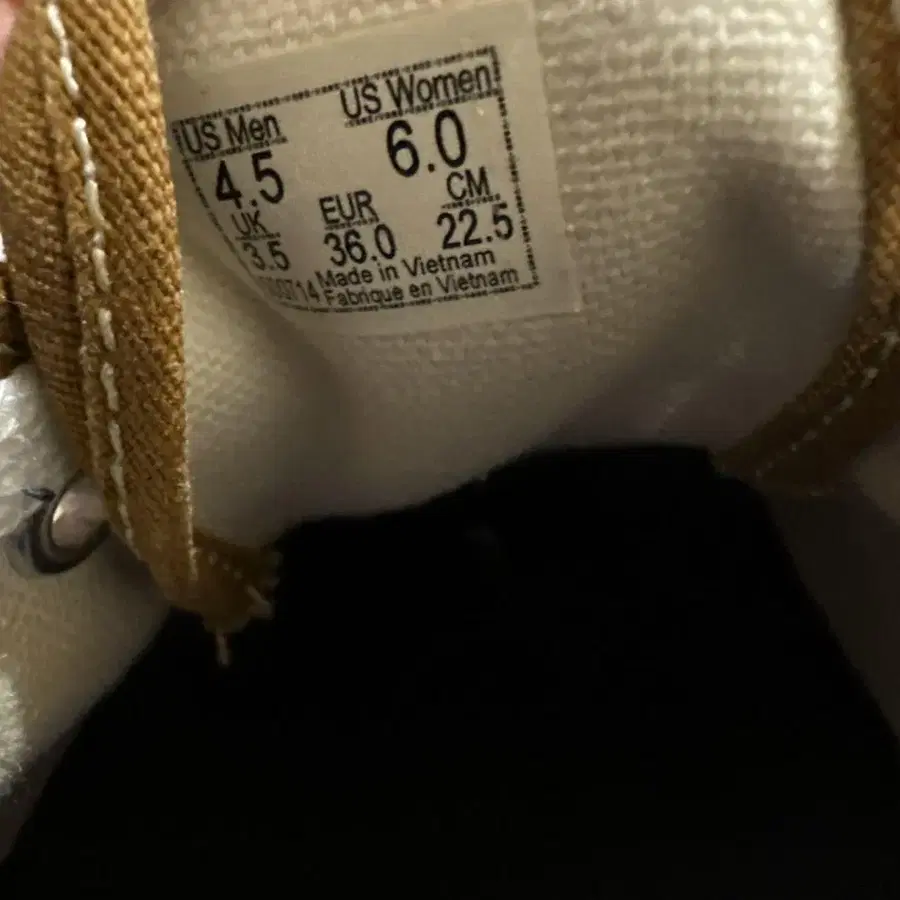 US Men US Women
4.5 6.0
UK EUR CM
3.5 36.0 22.5
Made in Vietnam
Fabriqué en Vietnam